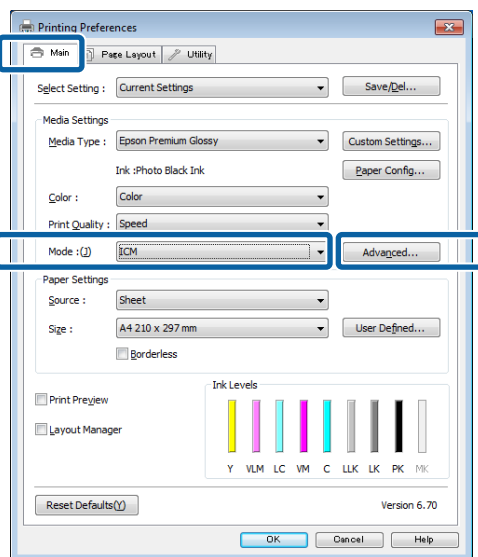 Printing Preferences
Main Page Layout Utility
Select Setting : Current Settings Save/Del...
Media Settings
Media Type : Epson Premium Glossy Custom Settings...
Ink :Photo Black Ink Paper Config...
Color : Color
Print Quality : Speed
Mode :(J) ICM Advanced...
Paper Settings
Source : Sheet
Size : A4 210 x 297 mm User Defined...
Borderless
Print Preview
Layout Manager
Ink Levels
Y VLM LC VM C LLK LK PK MK
Reset Defaults(Y) Version 6.70
OK Cancel Help